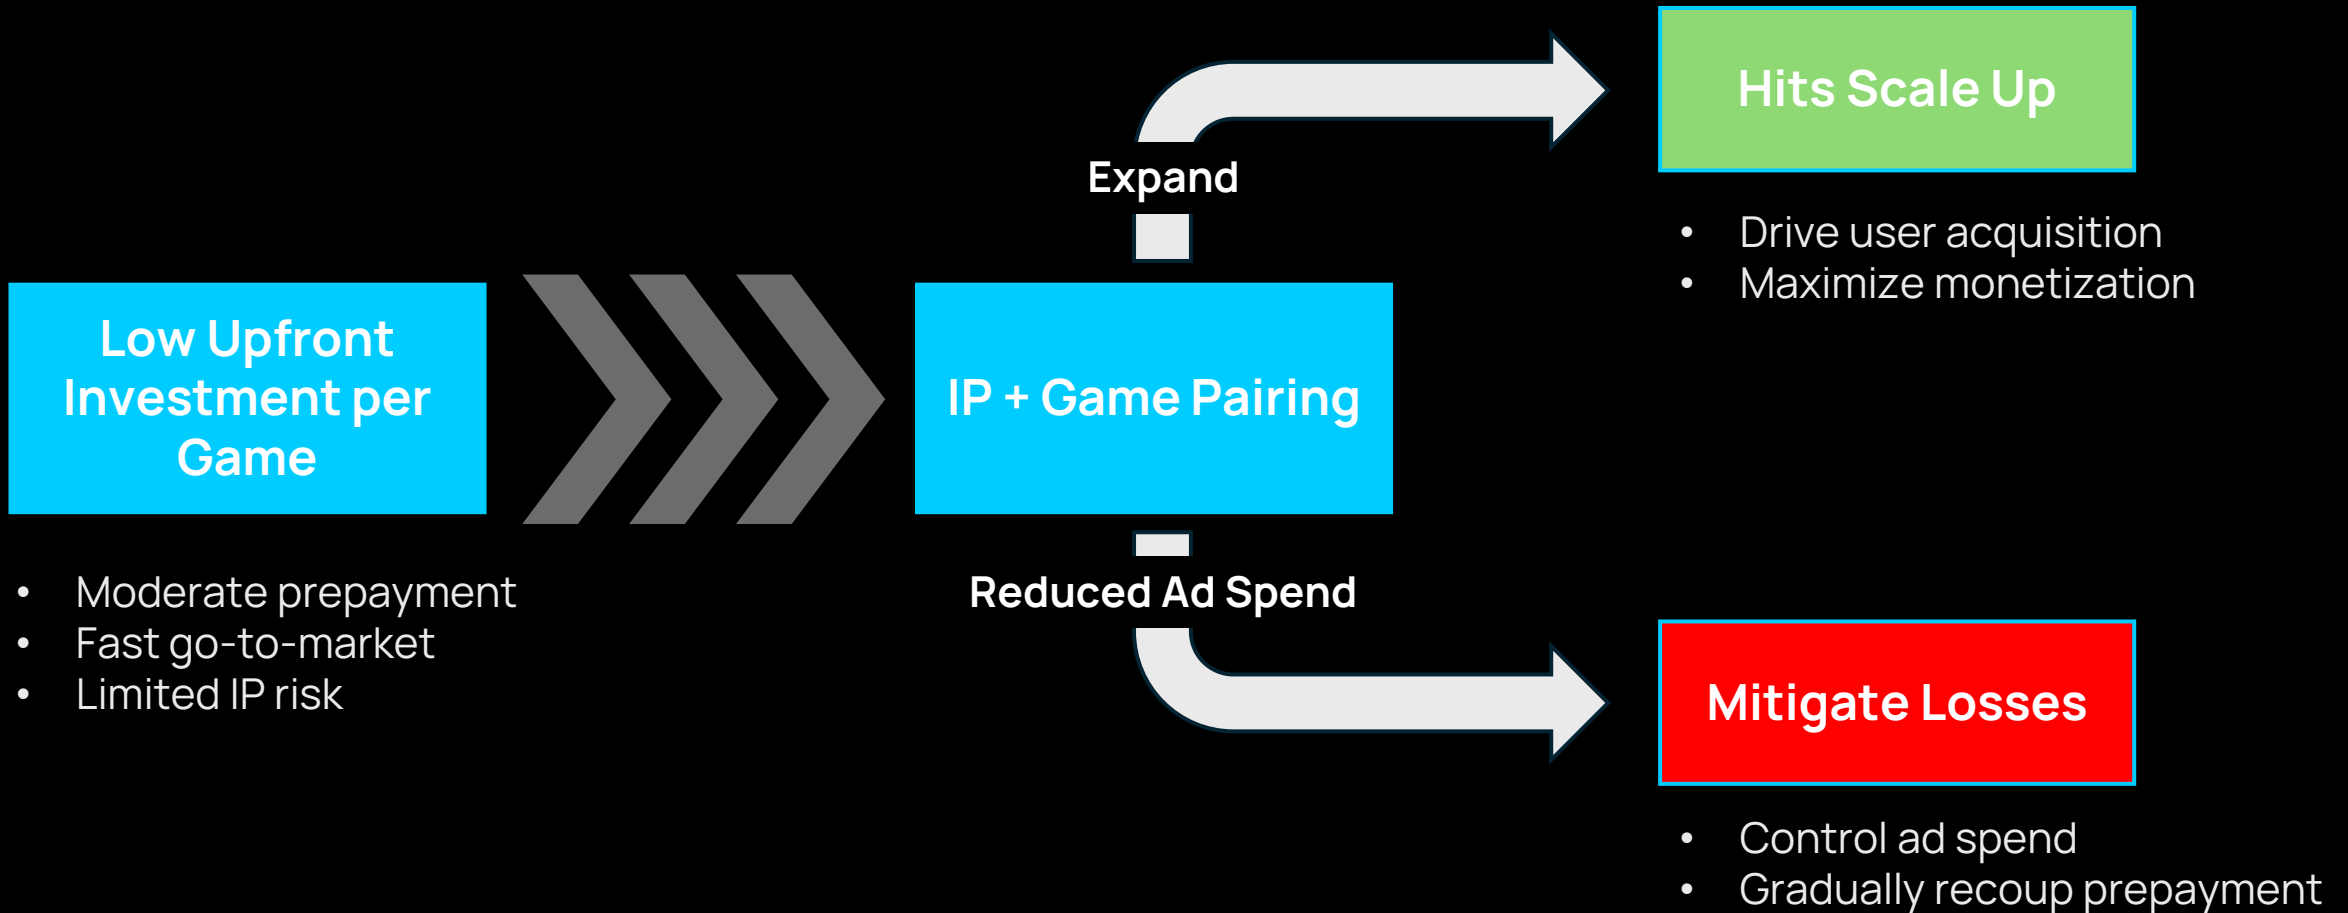 Low Upfront
Investment per
Game
• Moderate prepayment
• Fast go-to-market
• Limited IP risk
IP + Game Pairing
Expand
Hits Scale Up
• Drive user acquisition
• Maximize monetization
Reduced Ad Spend
Mitigate Losses
• Control ad spend
• Gradually recoup prepayment